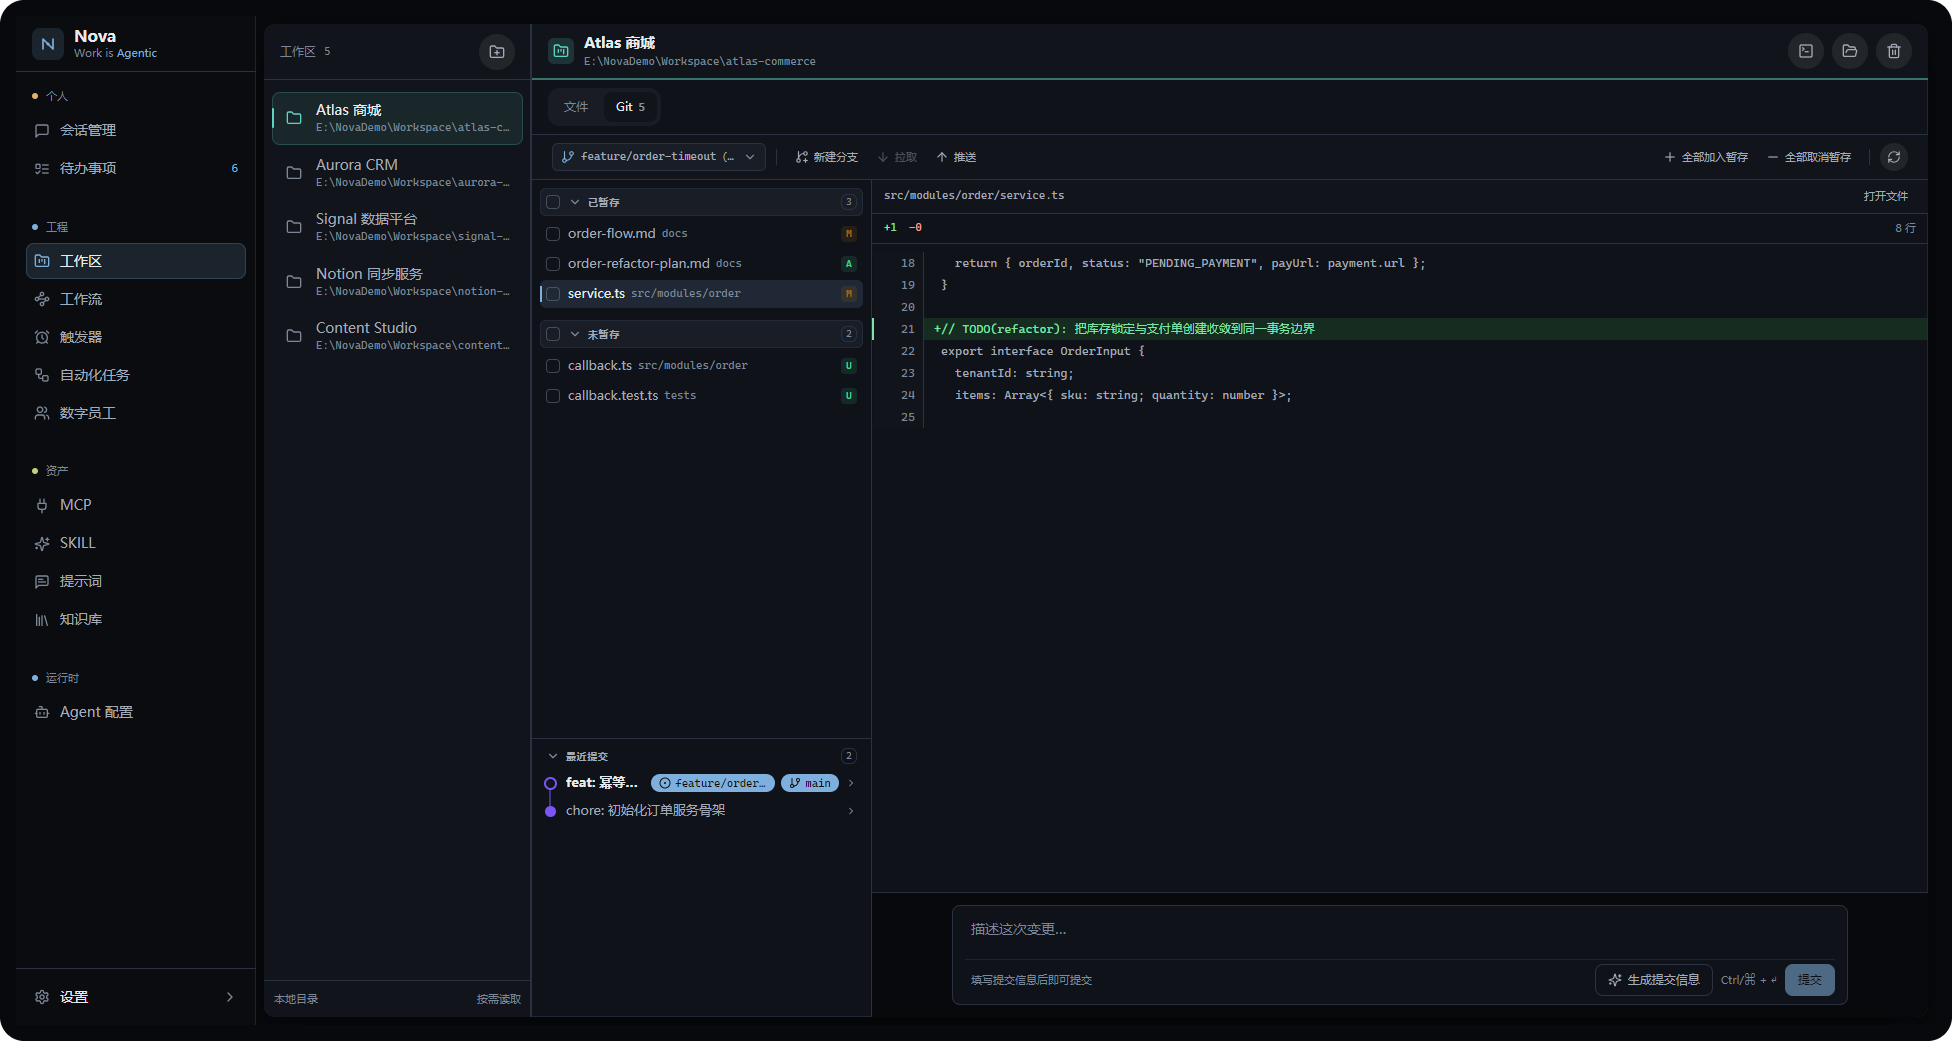 Nova
Work is Agentic
个人
会话管理
待办事项 6
工程
工作区
工作流
触发器
自动化任务
数字员工
资产
MCP
SKILL
提示词
知识库
运行时
Agent 配置
设置
工作区 5
Atlas 商城
E:\NovaDemo\Workspace\atlas-c…
Aurora CRM
E:\NovaDemo\Workspace\aurora-…
Signal 数据平台
E:\NovaDemo\Workspace\signal-…
Notion 同步服务
E:\NovaDemo\Workspace\notion-…
Content Studio
E:\NovaDemo\Workspace\content…
本地目录 按需读取
Atlas 商城
E:\NovaDemo\Workspace\atlas-commerce
文件 Git 5
feature/order-timeout (… 新建分支 拉取 推送 全部加入暂存 全部取消暂存
已暂存 3
order-flow.md docs M
order-refactor-plan.md docs A
service.ts src/modules/order M
未暂存 2
callback.ts src/modules/order U
callback.test.ts tests U
最近提交 2
feat: 幂等… feature/order… main
chore: 初始化订单服务骨架
src/modules/order/service.ts 打开文件
+1 -0 8 行
18 return { orderId, status: "PENDING_PAYMENT", payUrl: payment.url };
19 }
20
21 +// TODO(refactor): 把库存锁定与支付单创建收敛到同一事务边界
22 export interface OrderInput {
23 tenantId: string;
24 items: Array<{ sku: string; quantity: number }>;
25
描述这次变更...
填写提交信息后即可提交 生成提交信息 Ctrl/⌘ + ↵ 提交